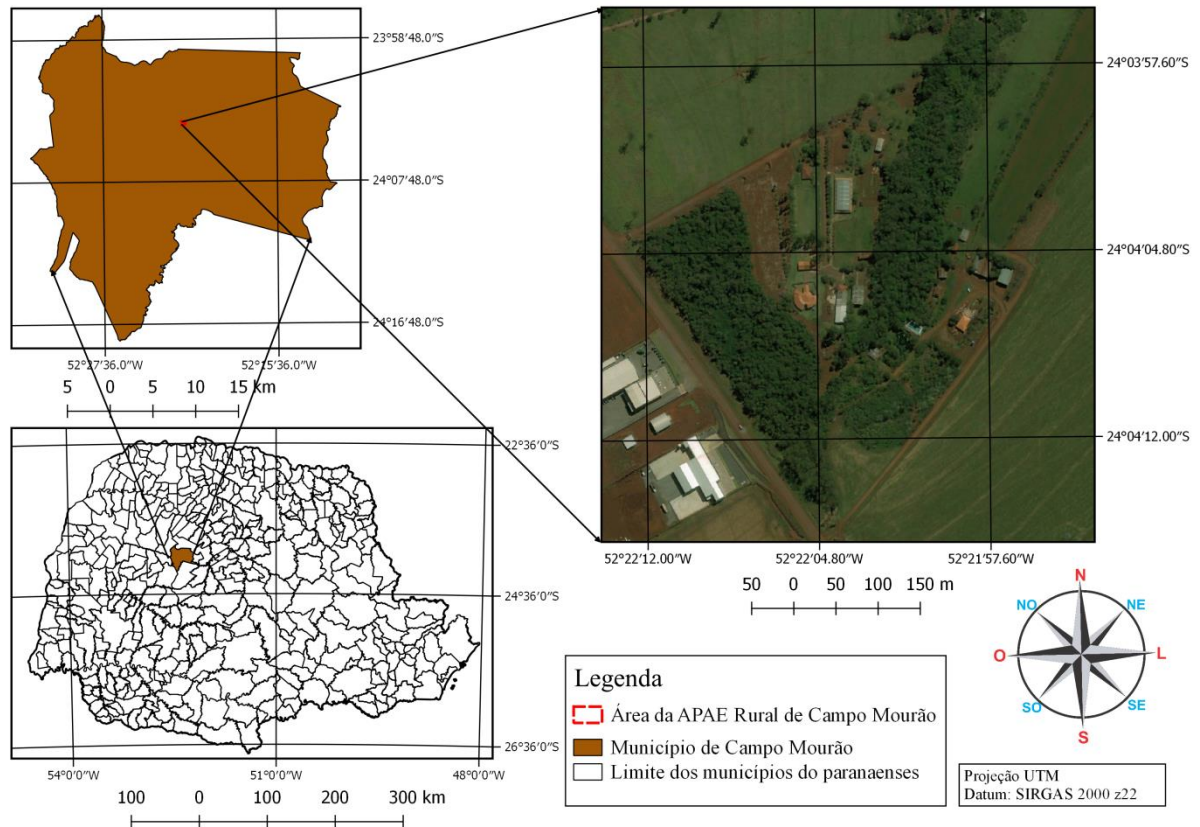 23°58′48.0″S
24°07′48.0″S
24°16′48.0″S
52°27′36.0″W
52°15′36.0″W
5 0 5 10 15 km
24°03′57.60″S
24°04′04.80″S
24°04′12.00″S
52°22′12.00″W
52°22′04.80″W
52°21′57.60″W
50 0 50 100 150 m
22°36′0″S
24°36′0″S
26°36′0″S
54°0′0″W
51°0′0″W
48°0′0″W
100 0 100 200 300 km
Legenda
Área da APAE Rural de Campo Mourão
Município de Campo Mourão
Limite dos municípios do paranaenses
N
NO
NE
O
L
SO
SE
S
Projeção UTM
Datum: SIRGAS 2000 z22